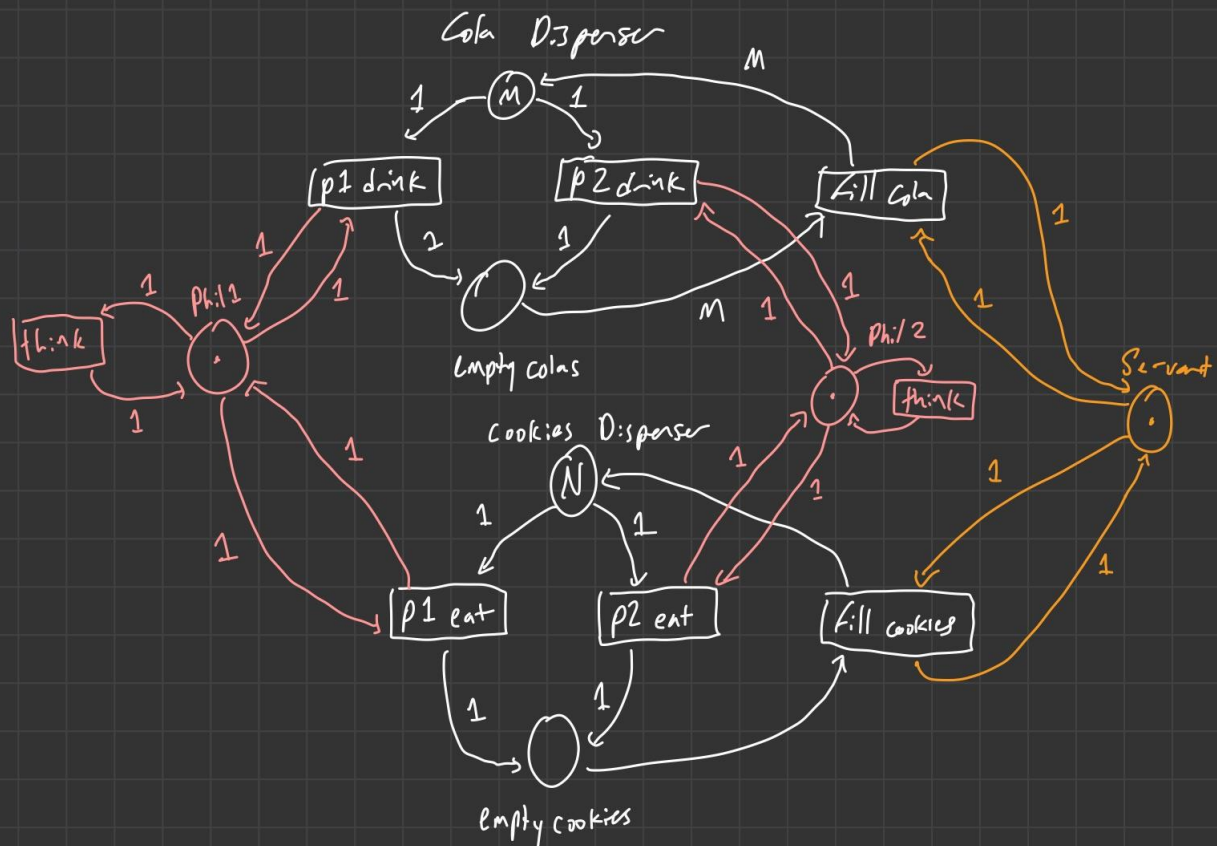 Cola Dispenser
M
1
M
1
p1 drink
p2 drink
fill cola
1
1
1
1
1
1
phil1
1
1
1
1
M
think
phil2
Servant
empty colas
think
1
cookies Dispenser
1
1
N
1
1
1
1
1
1
p1 eat
p2 eat
fill cookies
1
1
empty cookies